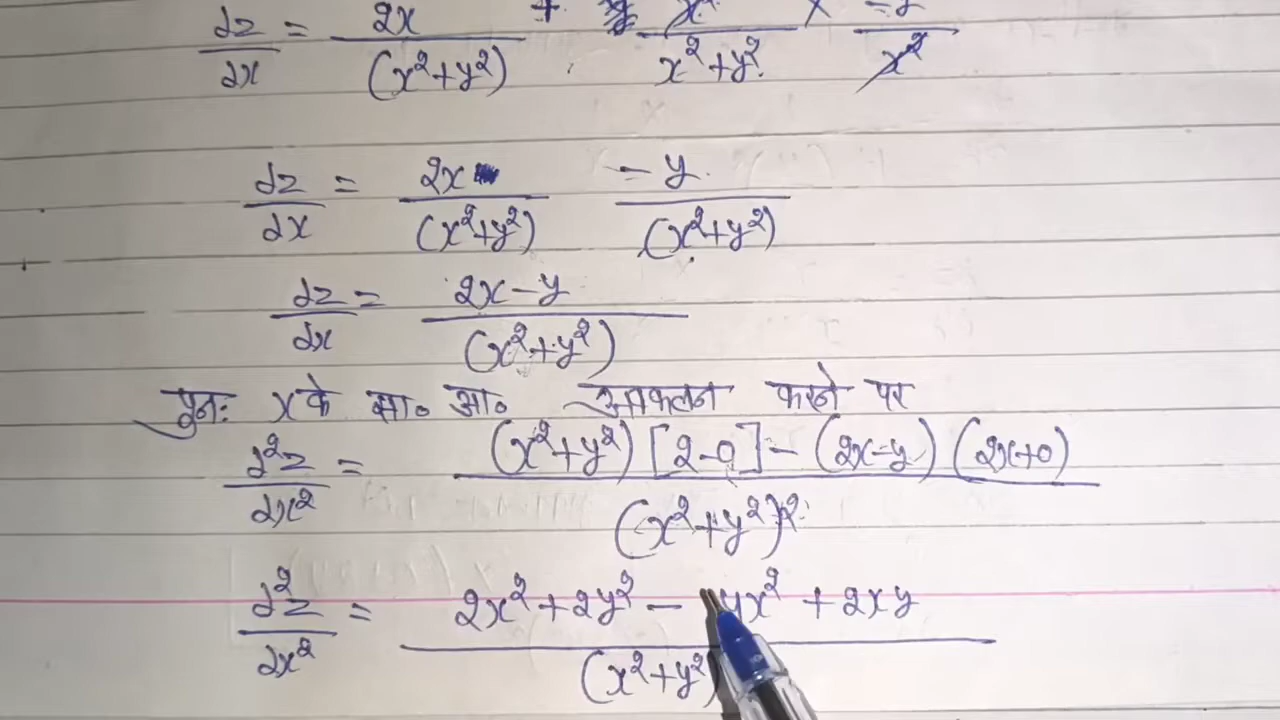 ∂z/∂x = 2x/(x²+y²) + x²/(x²+y²) × -y/x²
∂z/∂x = 2x/(x²+y²) -y/(x²+y²)
∂z/∂x = 2x-y/(x²+y²)
पुनः x के सा० आ० आकलन करने पर
∂²z/∂x² = (x²+y²)[2-0]-(2x-y)(2x+0)/(x²+y²)²
∂²z/∂x² = 2x²+2y²-4x²+2xy/(x²+y²)